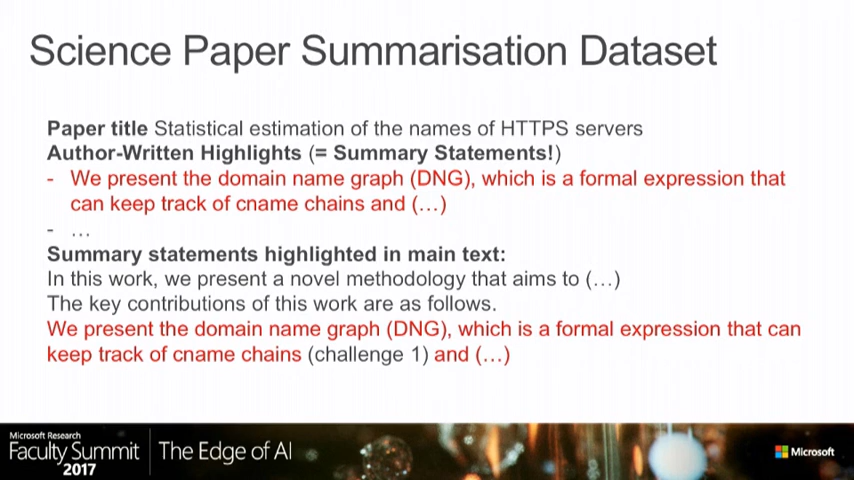 Science Paper Summarisation Dataset
Paper title Statistical estimation of the names of HTTPS servers
Author-Written Highlights (= Summary Statements!)
- We present the domain name graph (DNG), which is a formal expression that
can keep track of cname chains and (…)
- …
Summary statements highlighted in main text:
In this work, we present a novel methodology that aims to (…)
The key contributions of this work are as follows.
We present the domain name graph (DNG), which is a formal expression that can
keep track of cname chains (challenge 1) and (…)
Microsoft Research
Faculty Summit
2017
The Edge of AI
Microsoft